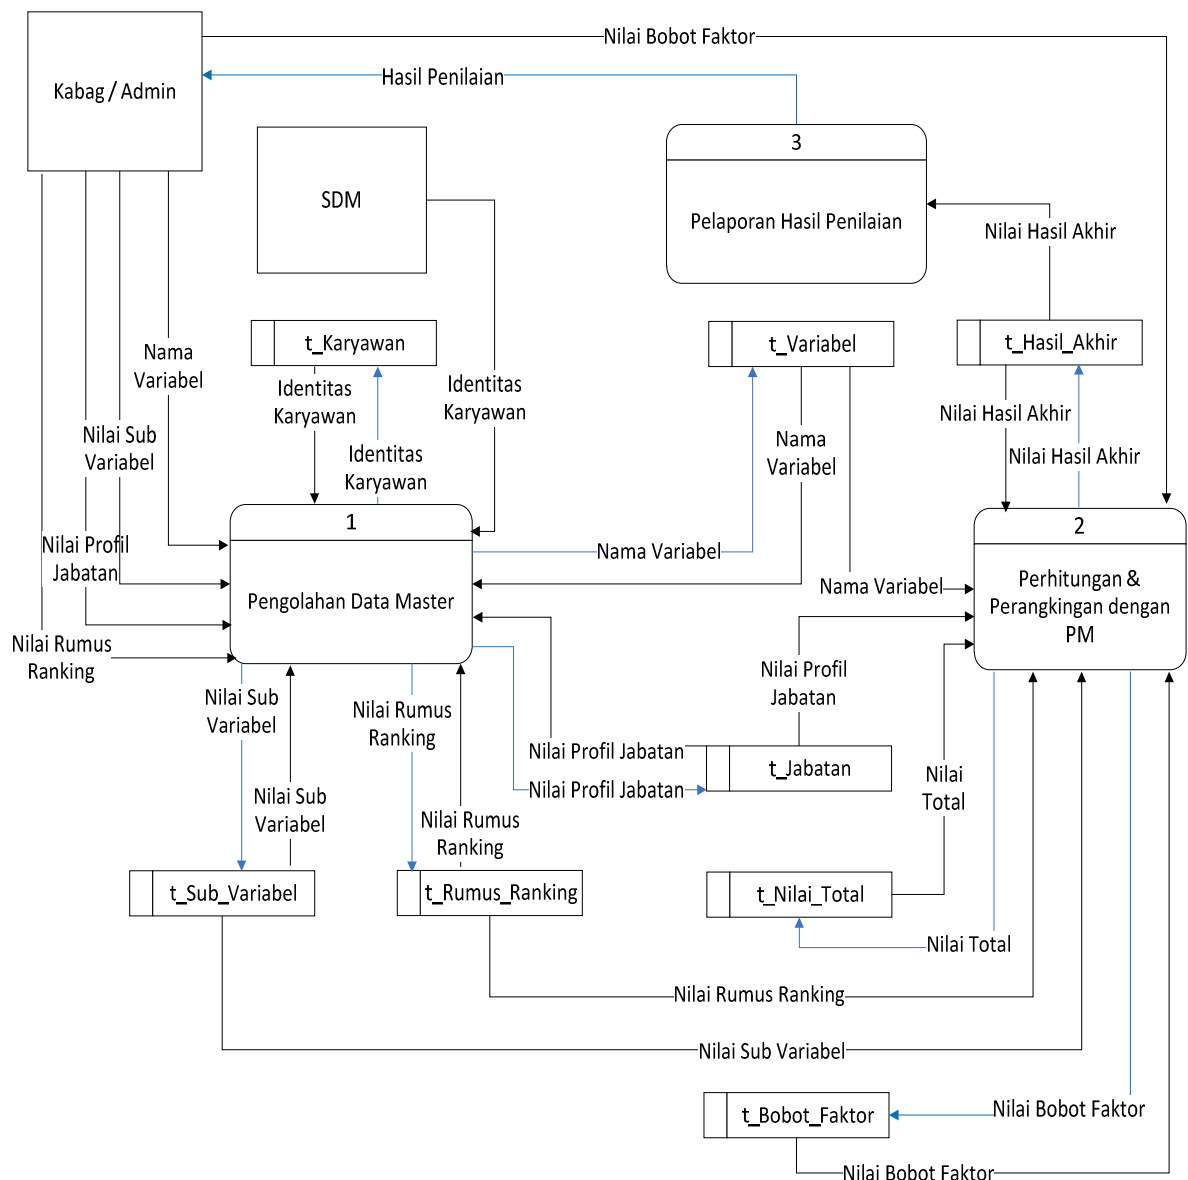 Nilai Bobot Faktor
Hasil Penilaian
Kabag / Admin
3
SDM
Pelaporan Hasil Penilaian
Nilai Hasil Akhir
t_Karyawan
t_Variabel
t_Hasil_Akhir
Nama
Variabel
Identitas
Karyawan
Identitas
Karyawan
Nilai Hasil Akhir
Nilai Sub
Variabel
Nama
Variabel
Identitas
Karyawan
Nilai Hasil Akhir
1
2
Nilai Profil
Jabatan
Nama Variabel
Nama Variabel
Pengolahan Data Master
Perhitungan &
Perangkingan dengan
PM
Nilai Rumus
Ranking
Nilai Sub
Variabel
Nilai Rumus
Ranking
Nilai Profil
Jabatan
Nilai Profil Jabatan
t_Jabatan
Nilai Profil Jabatan
Nilai
Total
Nilai Sub
Variabel
Nilai Rumus
Ranking
t_Sub_Variabel
t_Rumus_Ranking
t_Nilai_Total
Nilai Total
Nilai Rumus Ranking
Nilai Sub Variabel
t_Bobot_Faktor
Nilai Bobot Faktor
Nilai Bobot Faktor